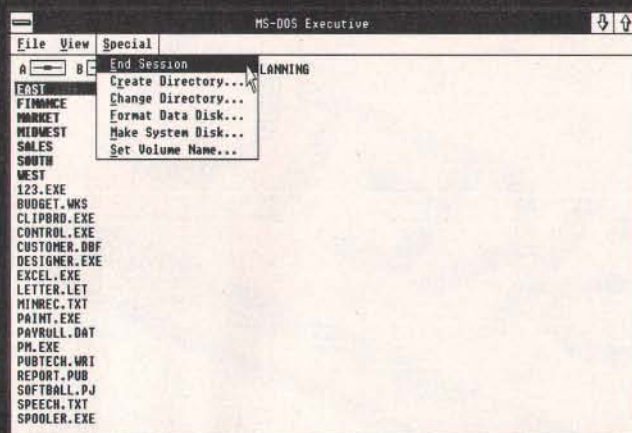 MS-DOS Executive
File View Special
A B LANNING
End Session
Create Directory...
Change Directory...
Format Data Disk...
Make System Disk...
Set Volume Name...
EAST
FINANCE
MARKET
MIDWEST
SALES
SOUTH
WEST
123.EXE
BUDGET.WKS
CLIPBRD.EXE
CONTROL.EXE
CUSTOMER.DBF
DESIGNER.EXE
EXCEL.EXE
LETTER.LET
MINREC.TXT
PAINT.EXE
PAYROLL.DAT
PM.EXE
PUBTECH.WRI
REPORT.PUB
SOFTBALL.PJ
SPEECH.TXT
SPOOLER.EXE